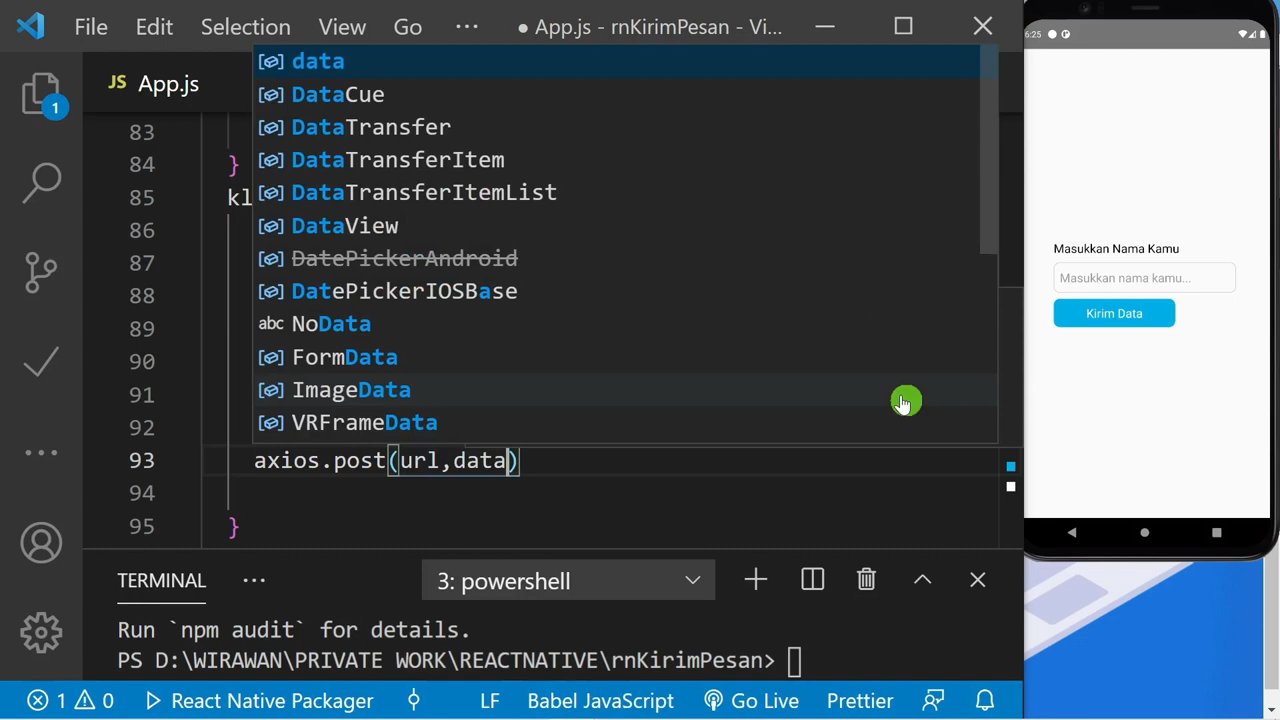 File Edit Selection View Go ··· ● App.js - rnKirimPesan - Vi...
JS App.js
1
data
DataCue
DataTransfer
DataTransferItem
DataTransferItemList
DataView
DatePickerAndroid
DatePickerIOSBase
abc NoData
FormData
ImageData
VRFrameData
83
84 }
85 kl
86
87
88
89
90
91
92
93 axios.post(url,data)
94
95 }
TERMINAL ··· 3: powershell
Run `npm audit` for details.
PS D:\WIRAWAN\PRIVATE WORK\REACTNATIVE\rnKirimPesan>
1 0 React Native Packager LF Babel JavaScript Go Live Prettier
6:25
Masukkan Nama Kamu
Masukkan nama kamu...
Kirim Data